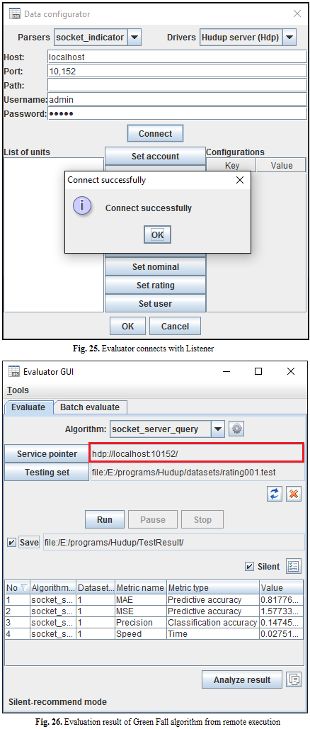 Data configurator
Parsers socket_indicator Drivers Hudup server (Hdp)
Host: localhost
Port: 10,152
Path:
Username: admin
Password: •••••
Connect
List of units Set account Configurations
Key Value
Connect successfully
Connect successfully
OK
Set nominal
Set rating
Set user
OK Cancel
Fig. 25. Evaluator connects with Listener
Evaluator GUI
Tools
Evaluate Batch evaluate
Algorithm: socket_server_query
Service pointer hdp://localhost:10152/
Testing set file:/E:/programs/Hudup/datasets/rating001.test
Run Pause Stop
Save file:/E:/programs/Hudup/TestResult/
Silent
No Algorithm... Dataset... Metric name Metric type Value
1 socket_s... 1 MAE Predictive accuracy 0.81776...
2 socket_s... 1 MSE Predictive accuracy 1.57733...
3 socket_s... 1 Precision Classification accuracy 0.14745...
4 socket_s... 1 Speed Time 0.02751...
Analyze result
Silent-recommend mode
Fig. 26. Evaluation result of Green Fall algorithm from remote execution